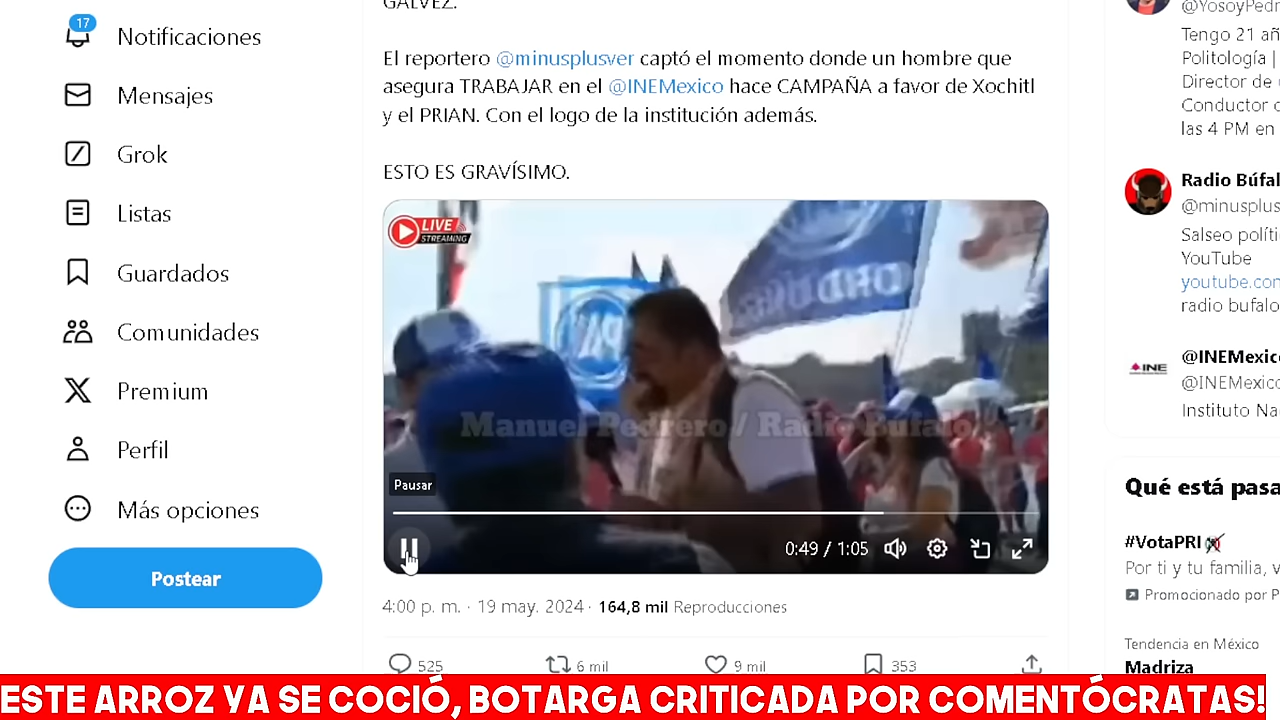 GÁLVEZ.
El reportero @minusplusver captó el momento donde un hombre que
asegura TRABAJAR en el @INEMexico hace CAMPAÑA a favor de Xochitl
y el PRIAN. Con el logo de la institución además.
ESTO ES GRAVÍSIMO.
17
Notificaciones
Mensajes
Grok
Listas
Guardados
Comunidades
Premium
Perfil
Más opciones
Postear
LIVE
STREAMING
PAN
Manuel Pedrero / Radio Búfalo
Pausar
0:49 / 1:05
4:00 p. m. · 19 may. 2024 · 164,8 mil Reproducciones
525
6 mil
9 mil
353
@YosoyPedr
Tengo 21 añ
Politología |
Director de
Conductor
las 4 PM en
Radio Búfal
@minusplus
Salseo políti
YouTube
youtube.com
radio bufalo
INE
@INEMexico
@INEMexico
Instituto Na
Qué está pasa
#VotaPRI
Por ti y tu familia, v
Promocionado por P
Tendencia en México
Madriza
ESTE ARROZ YA SE COCIÓ, BOTARGA CRITICADA POR COMENTÓCRATAS!